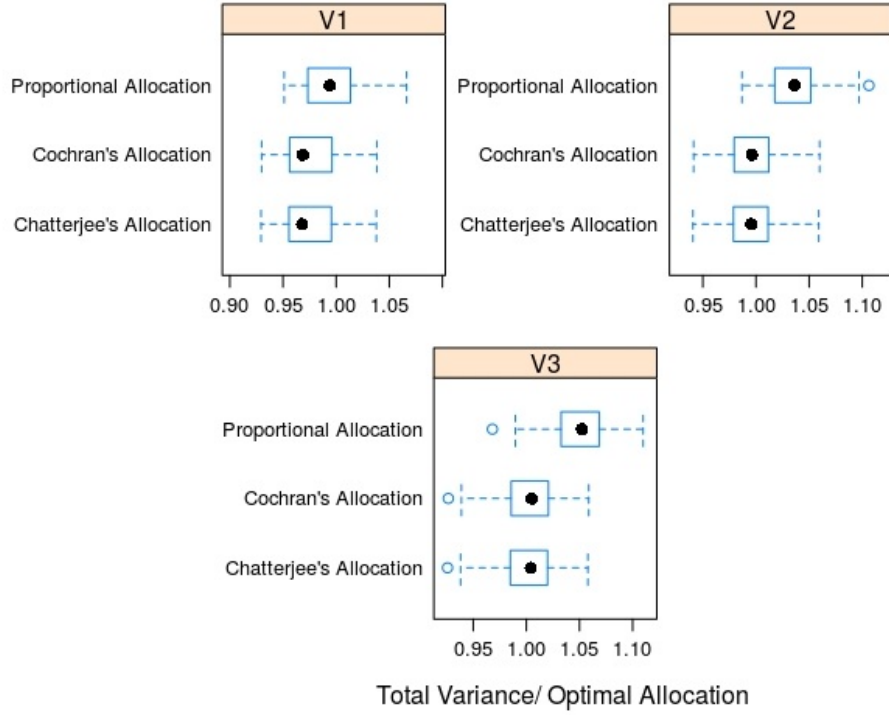 V1
Proportional Allocation
Cochran's Allocation
Chatterjee's Allocation
0.90 0.95 1.00 1.05
V2
Proportional Allocation
Cochran's Allocation
Chatterjee's Allocation
0.95 1.00 1.05 1.10
V3
Proportional Allocation
Cochran's Allocation
Chatterjee's Allocation
0.95 1.00 1.05 1.10
Total Variance/ Optimal Allocation